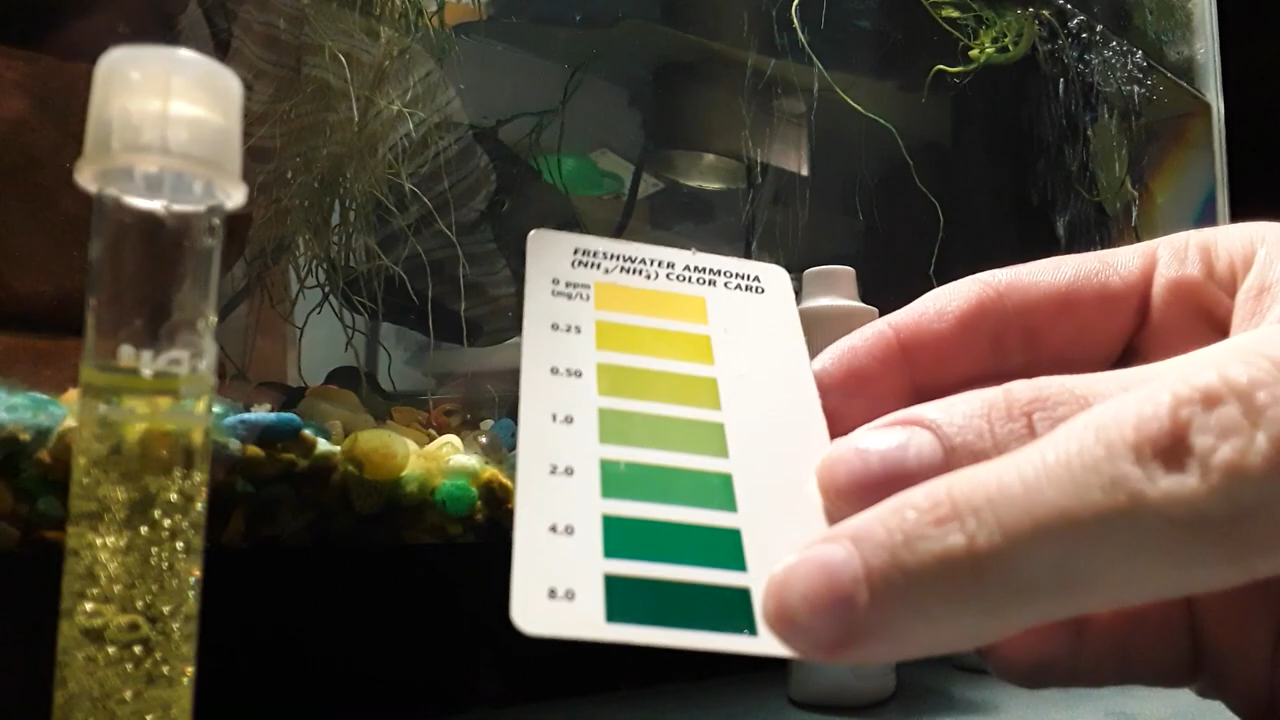 FRESHWATER AMMONIA
(NH₃/NH₄⁺) COLOR CARD
0 ppm
(mg/L)
0.25
0.50
1.0
2.0
4.0
8.0